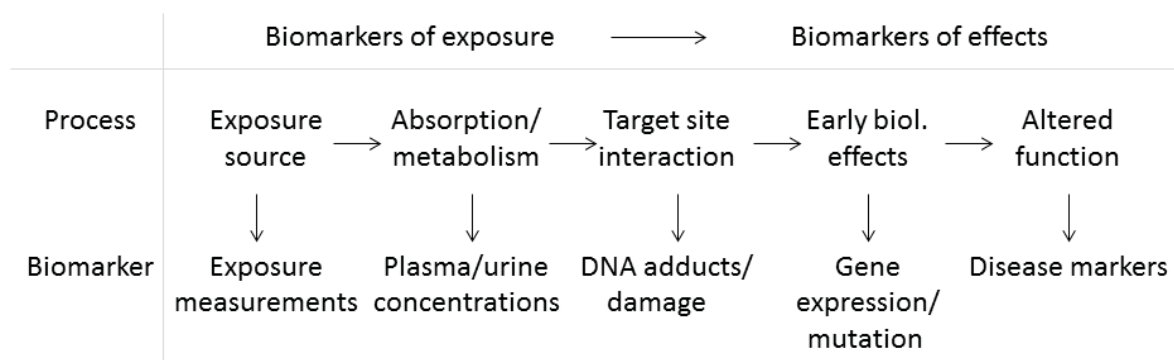 Biomarkers of exposure Biomarkers of effects
Process
Exposure
source
Absorption/
metabolism
Target site
interaction
Early biol.
effects
Altered
function
Biomarker
Exposure
measurements
Plasma/urine
concentrations
DNA adducts/
damage
Gene
expression/
mutation
Disease markers